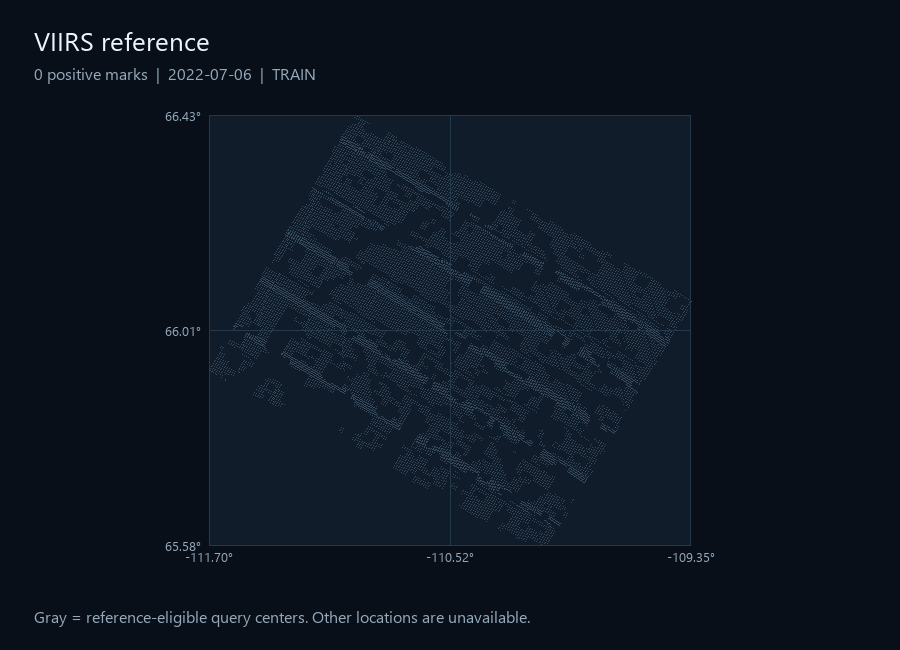 VIIRS reference
0 positive marks | 2022-07-06 | TRAIN
66.43°
66.01°
65.58°
-111.70°
-110.52°
-109.35°
Gray = reference-eligible query centers. Other locations are unavailable.